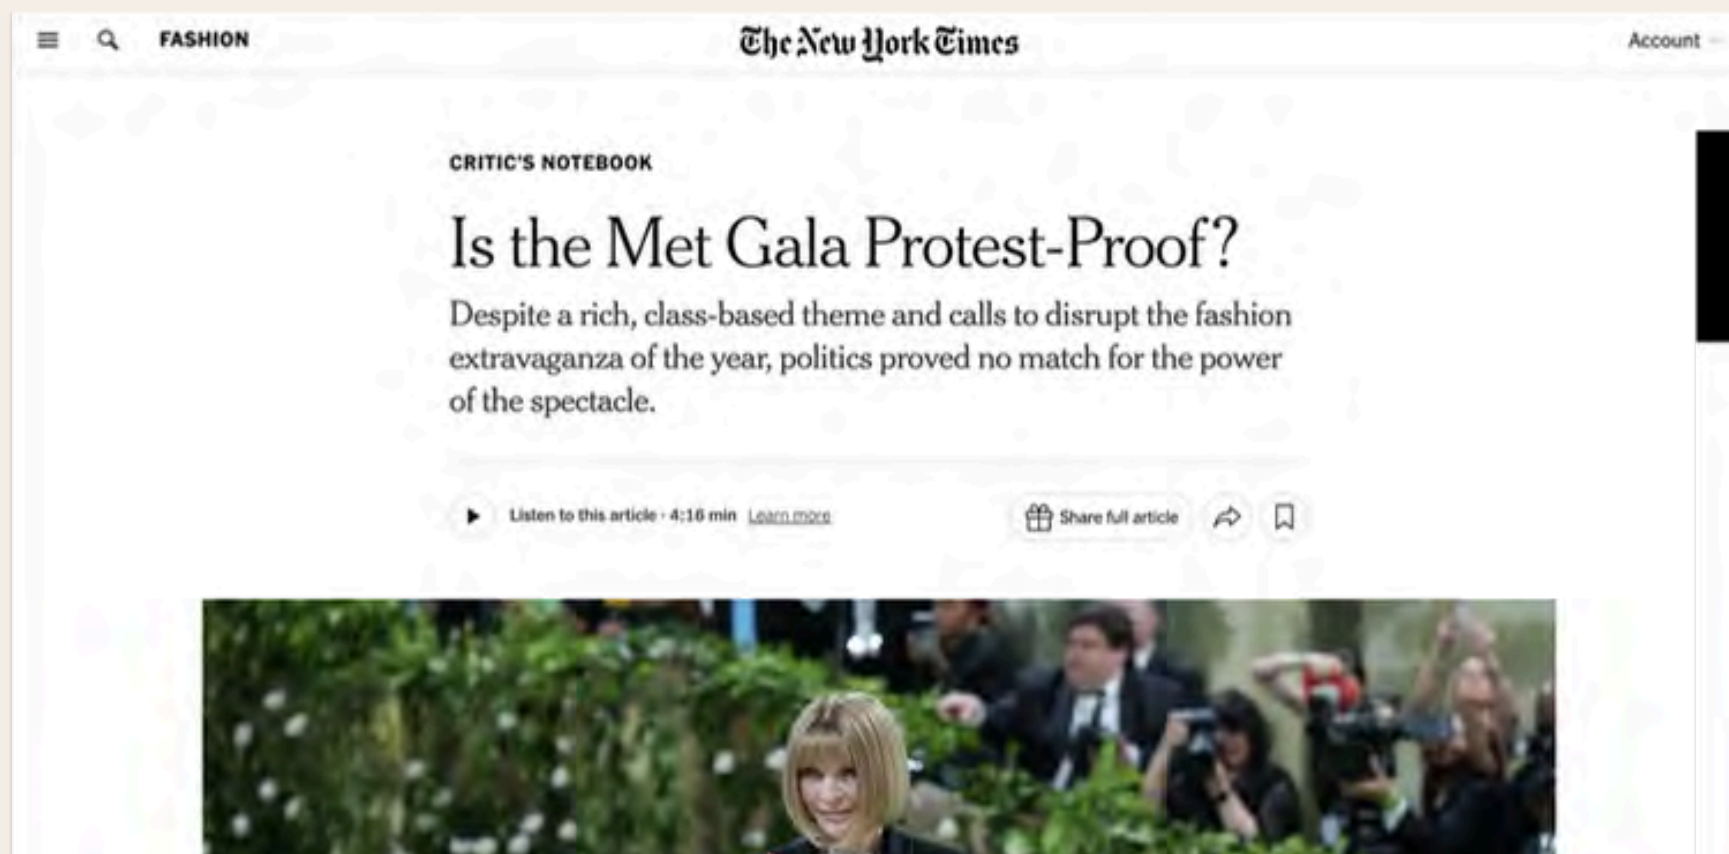 FASHION
The New York Times
Account
CRITIC'S NOTEBOOK
Is the Met Gala Protest-Proof?
Despite a rich, class-based theme and calls to disrupt the fashion
extravaganza of the year, politics proved no match for the power
of the spectacle.
Listen to this article · 4:16 min Learn more
Share full article